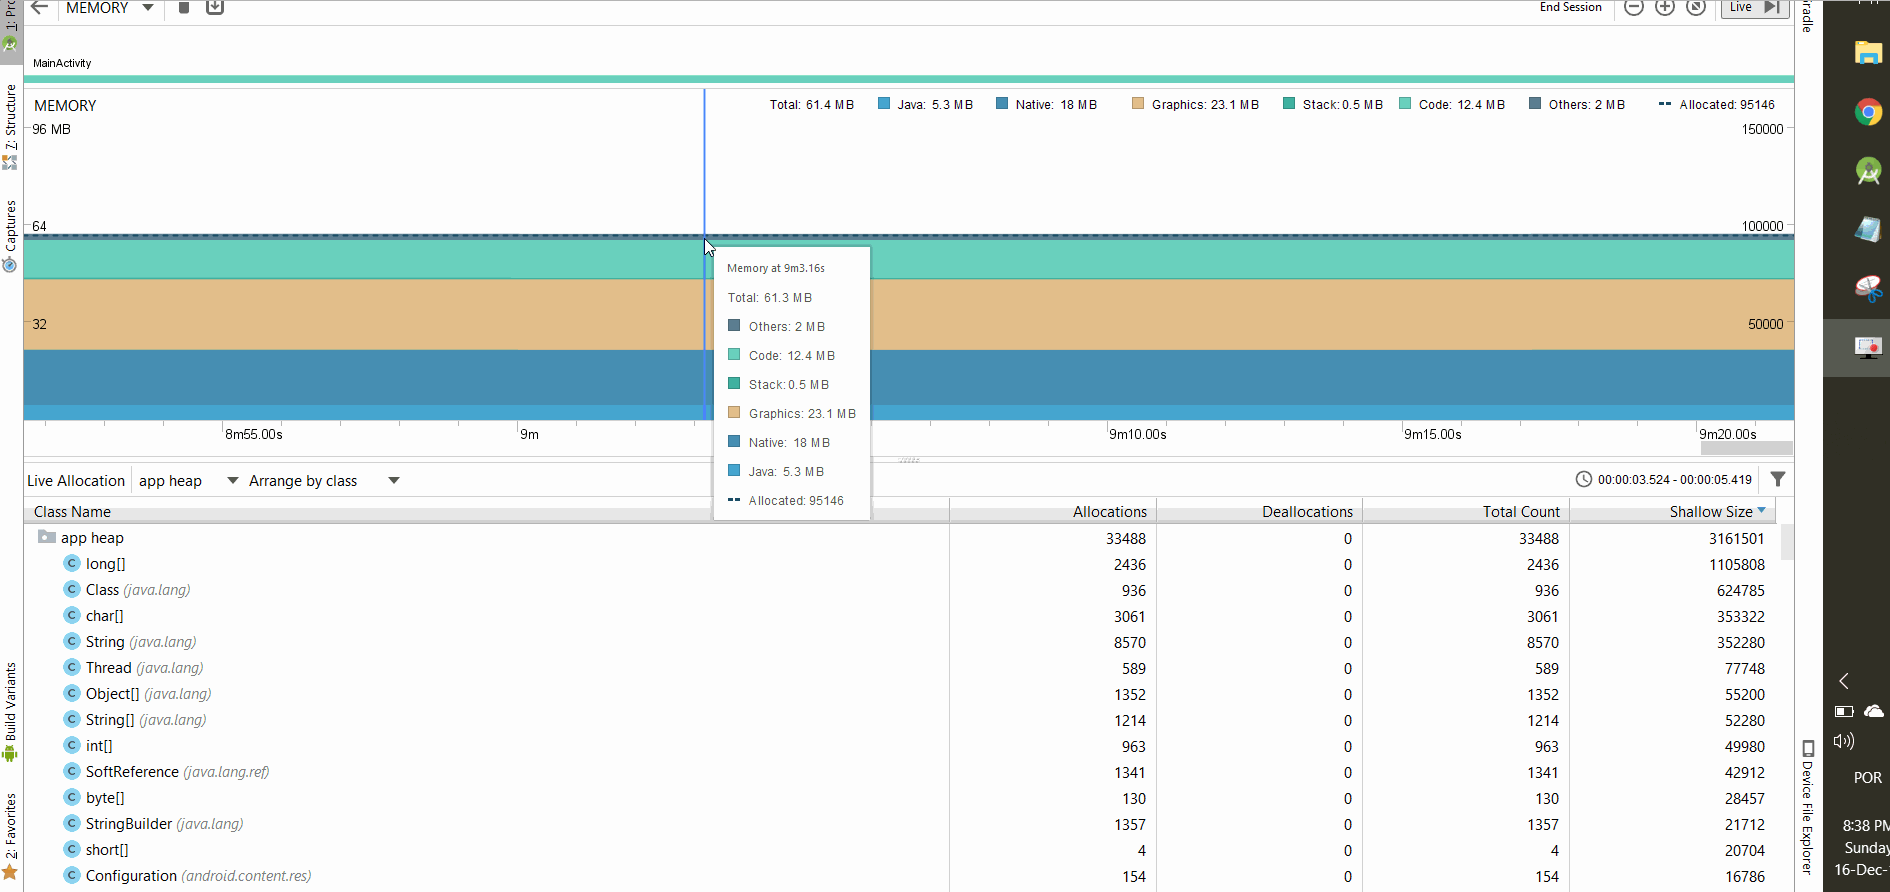 MEMORY
End Session
Live
MainActivity
MEMORY
Total: 61.4 MB Java: 5.3 MB Native: 18 MB Graphics: 23.1 MB Stack: 0.5 MB Code: 12.4 MB Others: 2 MB Allocated: 95146
96 MB
150000
64
100000
32
50000
Memory at 9m3.16s
Total: 61.3 MB
Others: 2 MB
Code: 12.4 MB
Stack: 0.5 MB
Graphics: 23.1 MB
Native: 18 MB
Java: 5.3 MB
Allocated: 95146
8m55.00s 9m 9m10.00s 9m15.00s 9m20.00s
Live Allocation app heap Arrange by class 00:00:03.524 - 00:00:05.419
Class Name Allocations Deallocations Total Count Shallow Size
app heap 33488 0 33488 3161501
C long[] 2436 0 2436 1105808
C Class (java.lang) 936 0 936 624785
C char[] 3061 0 3061 353322
C String (java.lang) 8570 0 8570 352280
C Thread (java.lang) 589 0 589 77748
C Object[] (java.lang) 1352 0 1352 55200
C String[] (java.lang) 1214 0 1214 52280
C int[] 963 0 963 49980
C SoftReference (java.lang.ref) 1341 0 1341 42912
C byte[] 130 0 130 28457
C StringBuilder (java.lang) 1357 0 1357 21712
C short[] 4 0 4 20704
C Configuration (android.content.res) 154 0 154 16786
1: Pro
7: Structure
Captures
Build Variants
2: Favorites
radle
Device File Explorer
POR
8:38 PM
Sunday
16-Dec-